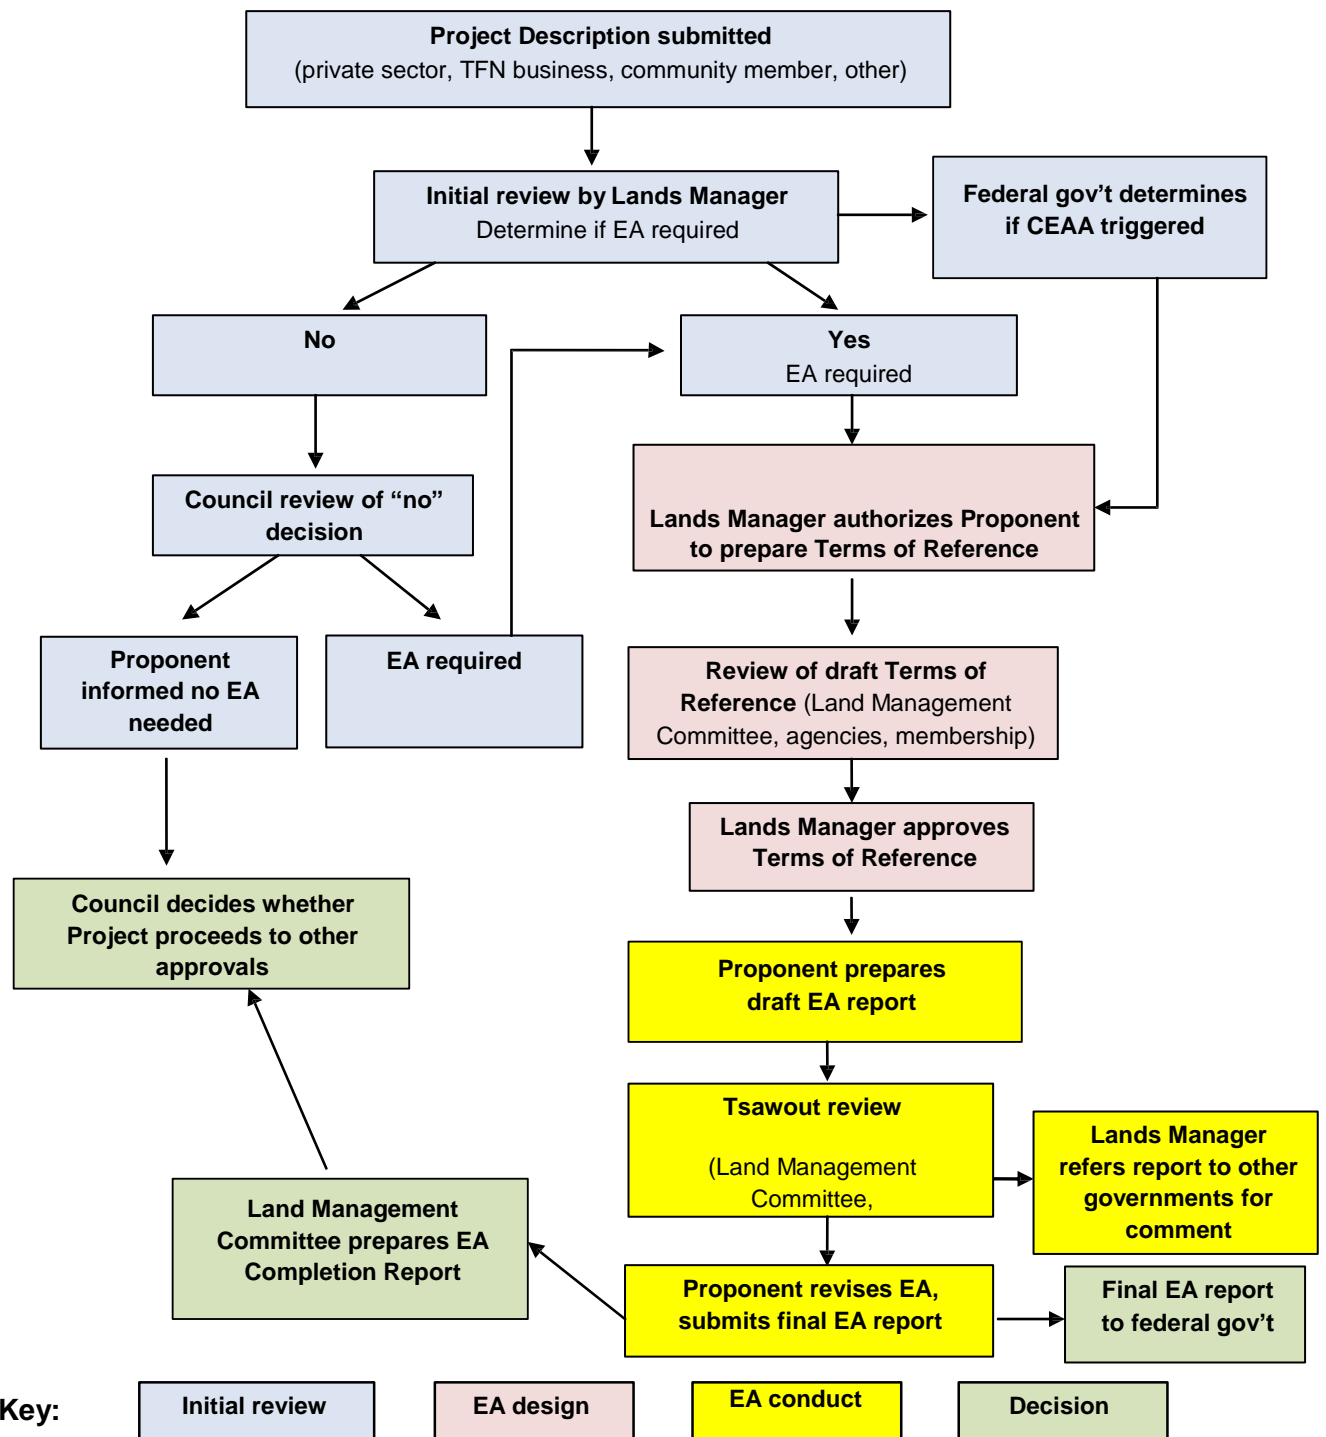 Project Description submitted
(private sector, TFN business, community member, other)
Initial review by Lands Manager
Determine if EA required
Federal gov’t determines
if CEAA triggered
No
Yes
EA required
Council review of “no”
decision
Lands Manager authorizes Proponent
to prepare Terms of Reference
Proponent
informed no EA
needed
EA required
Review of draft Terms of
Reference (Land Management
Committee, agencies, membership)
Lands Manager approves
Terms of Reference
Council decides whether
Project proceeds to other
approvals
Proponent prepares
draft EA report
Tsawout review
(Land Management
Committee,
Lands Manager
refers report to other
governments for
comment
Land Management
Committee prepares EA
Completion Report
Proponent revises EA,
submits final EA report
Final EA report
to federal gov’t
Key:
Initial review
EA design
EA conduct
Decision